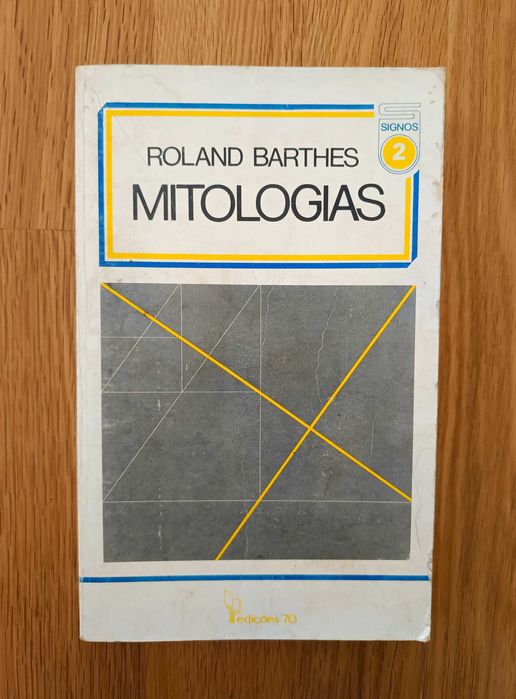 SIGNOS
2
ROLAND BARTHES
MITOLOGIAS
edições 70